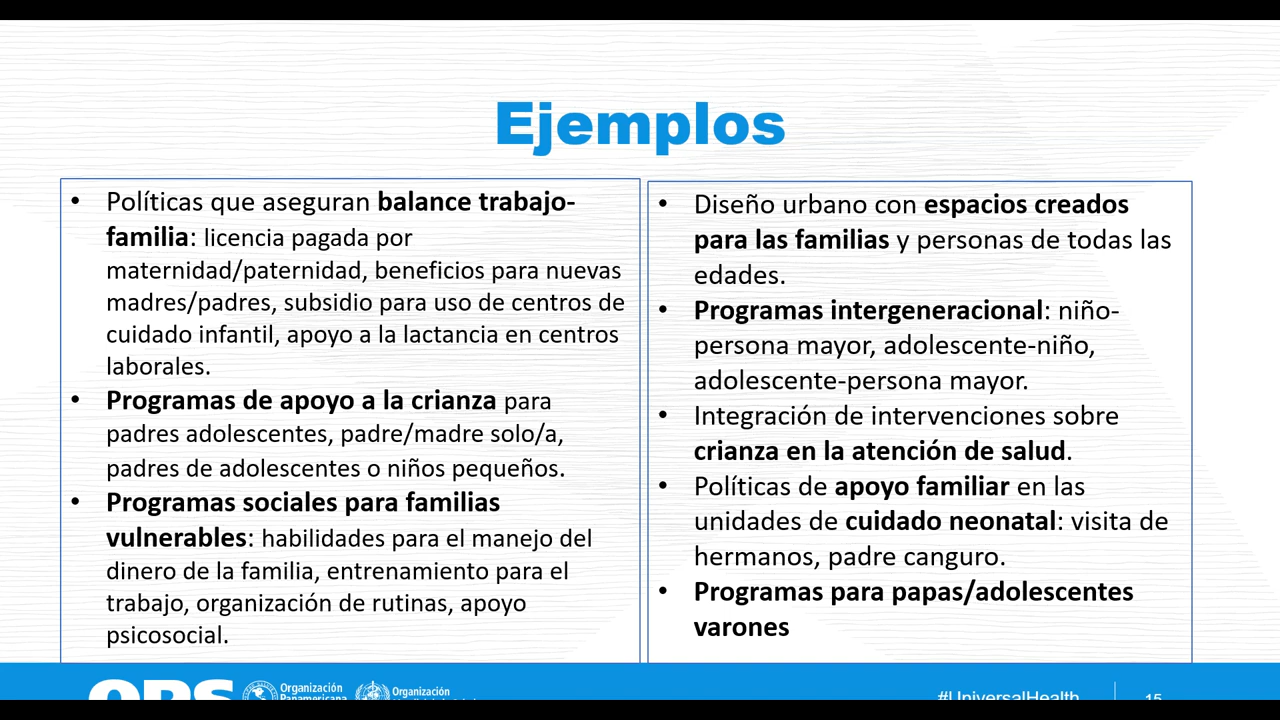 Ejemplos
• Políticas que aseguran balance trabajo-
familia: licencia pagada por
maternidad/paternidad, beneficios para nuevas
madres/padres, subsidio para uso de centros de
cuidado infantil, apoyo a la lactancia en centros
laborales.
• Programas de apoyo a la crianza para
padres adolescentes, padre/madre solo/a,
padres de adolescentes o niños pequeños.
• Programas sociales para familias
vulnerables: habilidades para el manejo del
dinero de la familia, entrenamiento para el
trabajo, organización de rutinas, apoyo
psicosocial.
• Diseño urbano con espacios creados
para las familias y personas de todas las
edades.
• Programas intergeneracional: niño-
persona mayor, adolescente-niño,
adolescente-persona mayor.
• Integración de intervenciones sobre
crianza en la atención de salud.
• Políticas de apoyo familiar en las
unidades de cuidado neonatal: visita de
hermanos, padre canguro.
• Programas para papas/adolescentes
varones
OPS
Organización
Panamericana
Organización
#UniversalHealth
15